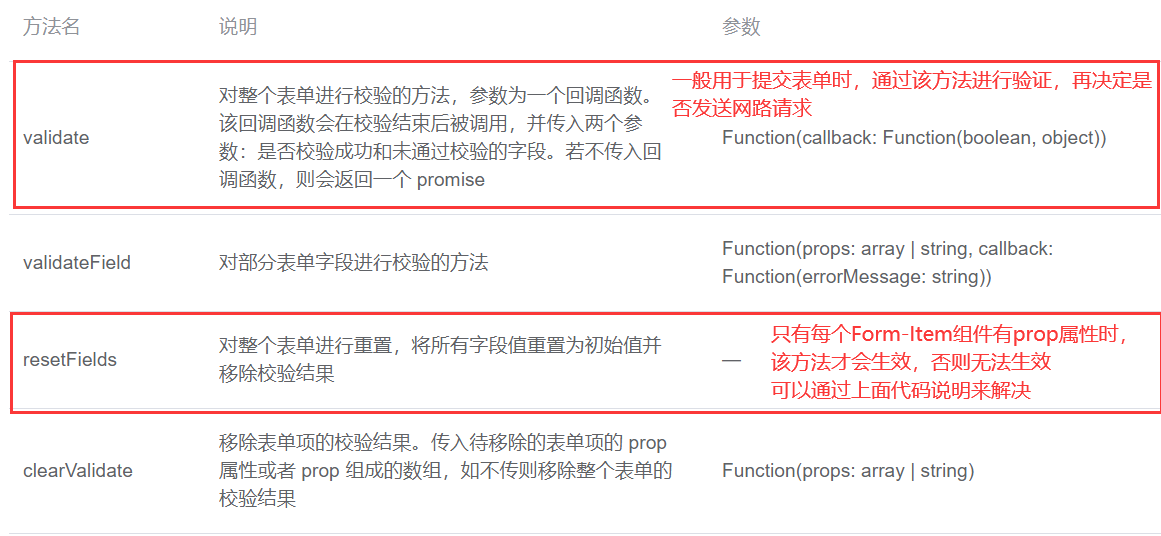 方法名 说明 参数
一般用于提交表单时，通过该方法进行验证，再决定是
否发送网路请求
validate
对整个表单进行校验的方法，参数为一个回调函数。
该回调函数会在校验结束后被调用，并传入两个参
数：是否校验成功和未通过校验的字段。若不传入回
调函数，则会返回一个 promise
Function(callback: Function(boolean, object))
validateField
对部分表单字段进行校验的方法
Function(props: array | string, callback:
Function(errorMessage: string))
resetFields
对整个表单进行重置，将所有字段值重置为初始值并
移除校验结果
—
只有每个Form-Item组件有prop属性时，
该方法才会生效，否则无法生效
可以通过上面代码说明来解决
clearValidate
移除表单项的校验结果。传入待移除的表单项的 prop
属性或者 prop 组成的数组，如不传则移除整个表单的
校验结果
Function(props: array | string)